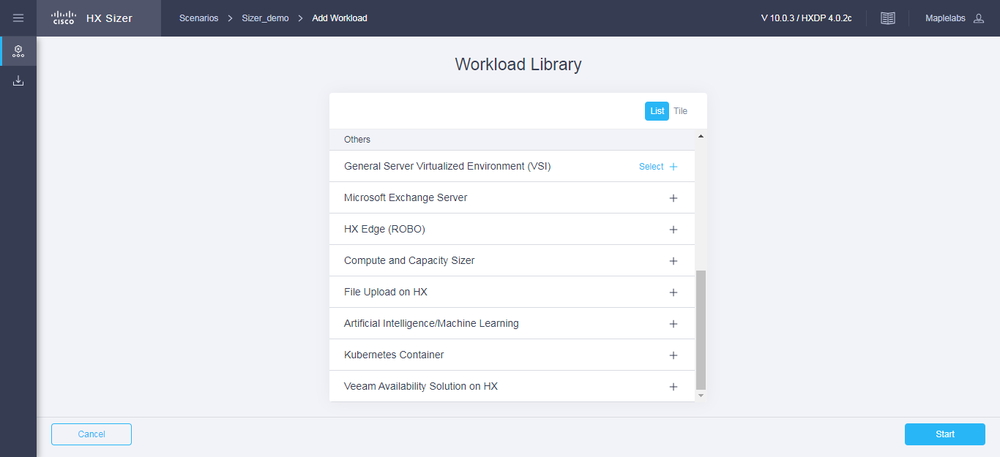 CISCO HX Sizer Scenarios > Sizer_demo > Add Workload V 10.0.3 / HXDP 4.0.2c Maplelabs
Workload Library
List Tile
Others
General Server Virtualized Environment (VSI) Select +
Microsoft Exchange Server +
HX Edge (ROBO) +
Compute and Capacity Sizer +
File Upload on HX +
Artificial Intelligence/Machine Learning +
Kubernetes Container +
Veeam Availability Solution on HX +
Cancel Start